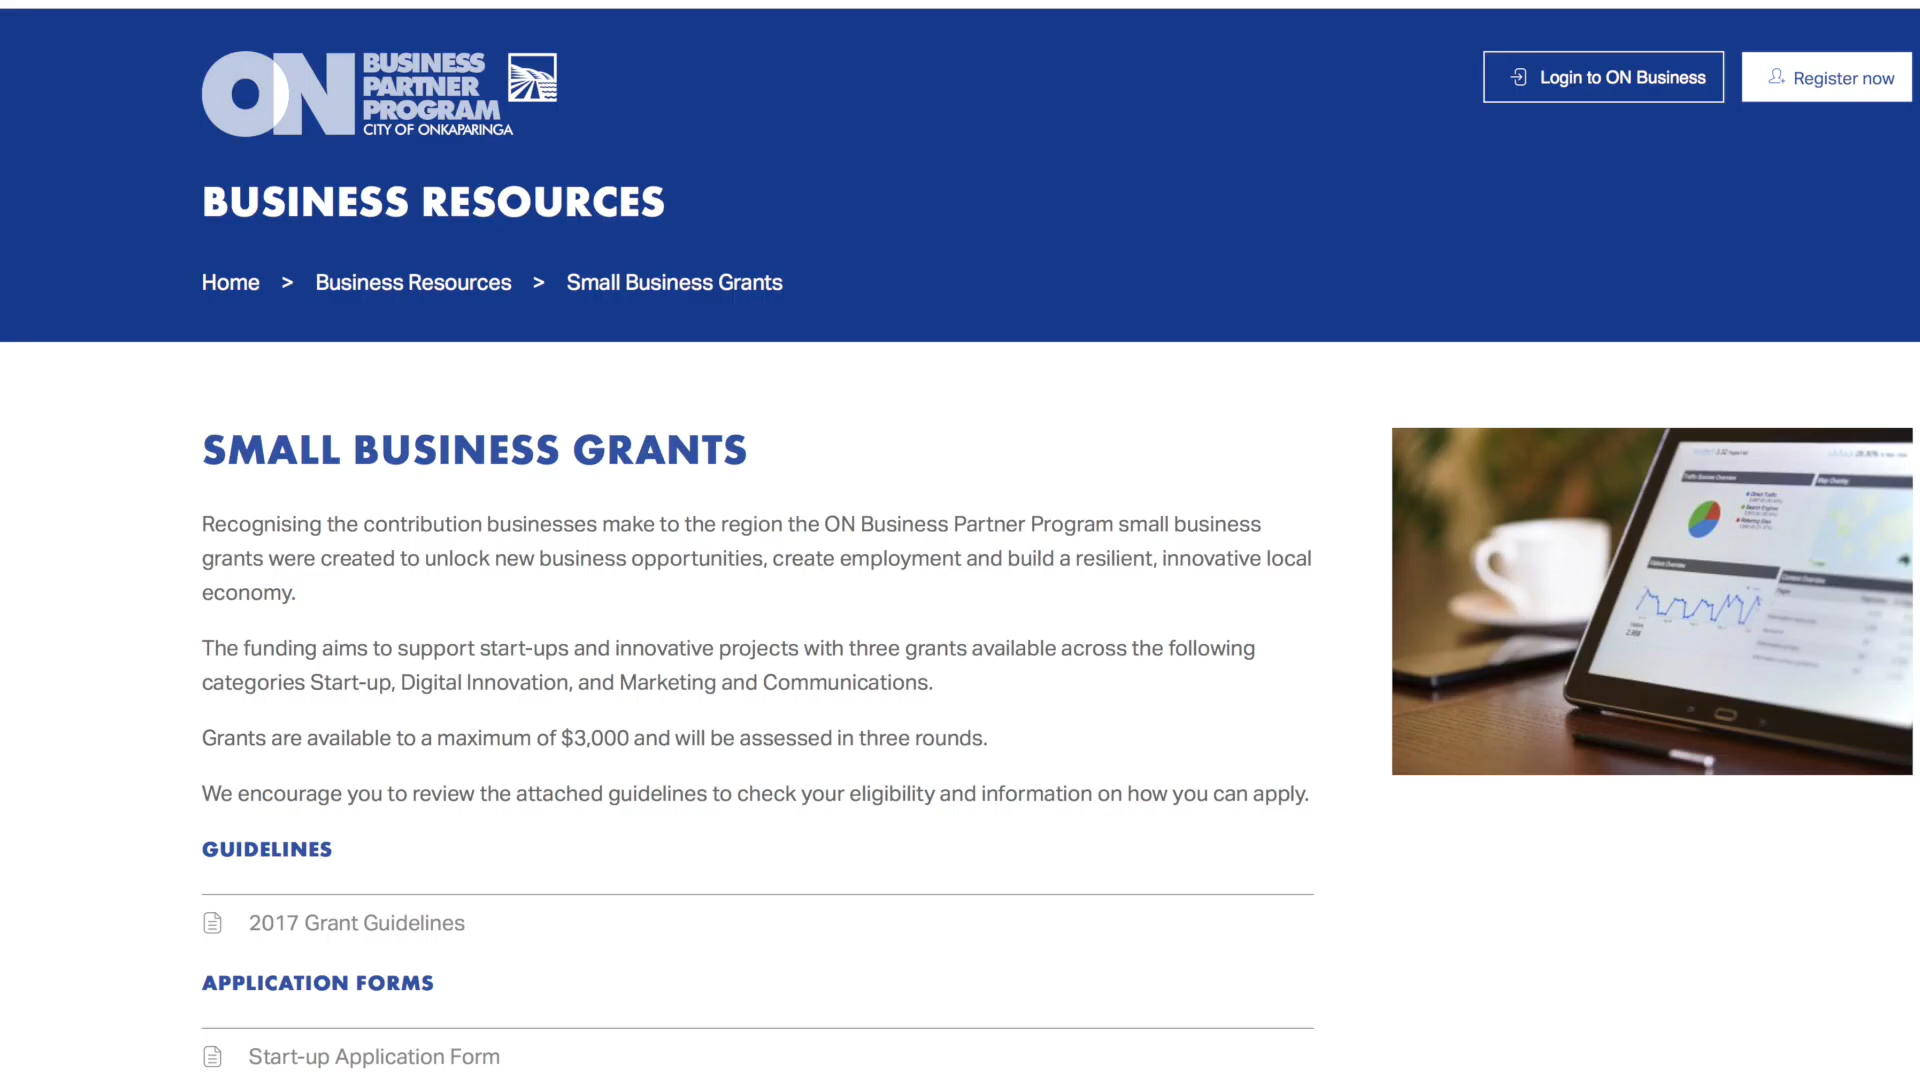 ON BUSINESS
PARTNER
PROGRAM
CITY OF ONKAPARINGA
Login to ON Business
Register now
BUSINESS RESOURCES
Home > Business Resources > Small Business Grants
SMALL BUSINESS GRANTS
Recognising the contribution businesses make to the region the ON Business Partner Program small business
grants were created to unlock new business opportunities, create employment and build a resilient, innovative local
economy.
The funding aims to support start-ups and innovative projects with three grants available across the following
categories Start-up, Digital Innovation, and Marketing and Communications.
Grants are available to a maximum of $3,000 and will be assessed in three rounds.
We encourage you to review the attached guidelines to check your eligibility and information on how you can apply.
GUIDELINES
2017 Grant Guidelines
APPLICATION FORMS
Start-up Application Form